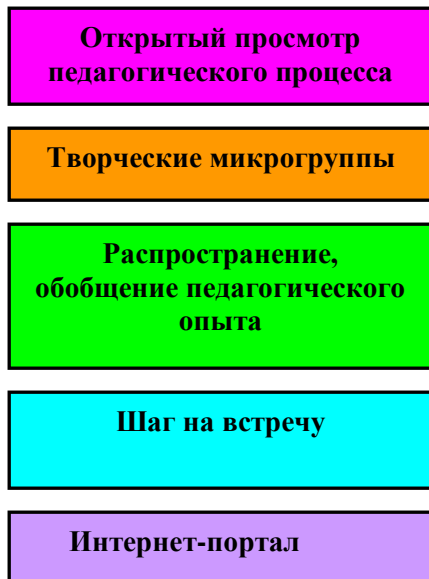 Открытый просмотр
педагогического процесса
Творческие микрогруппы
Распространение,
обобщение педагогического
опыта
Шаг на встречу
Интернет-портал